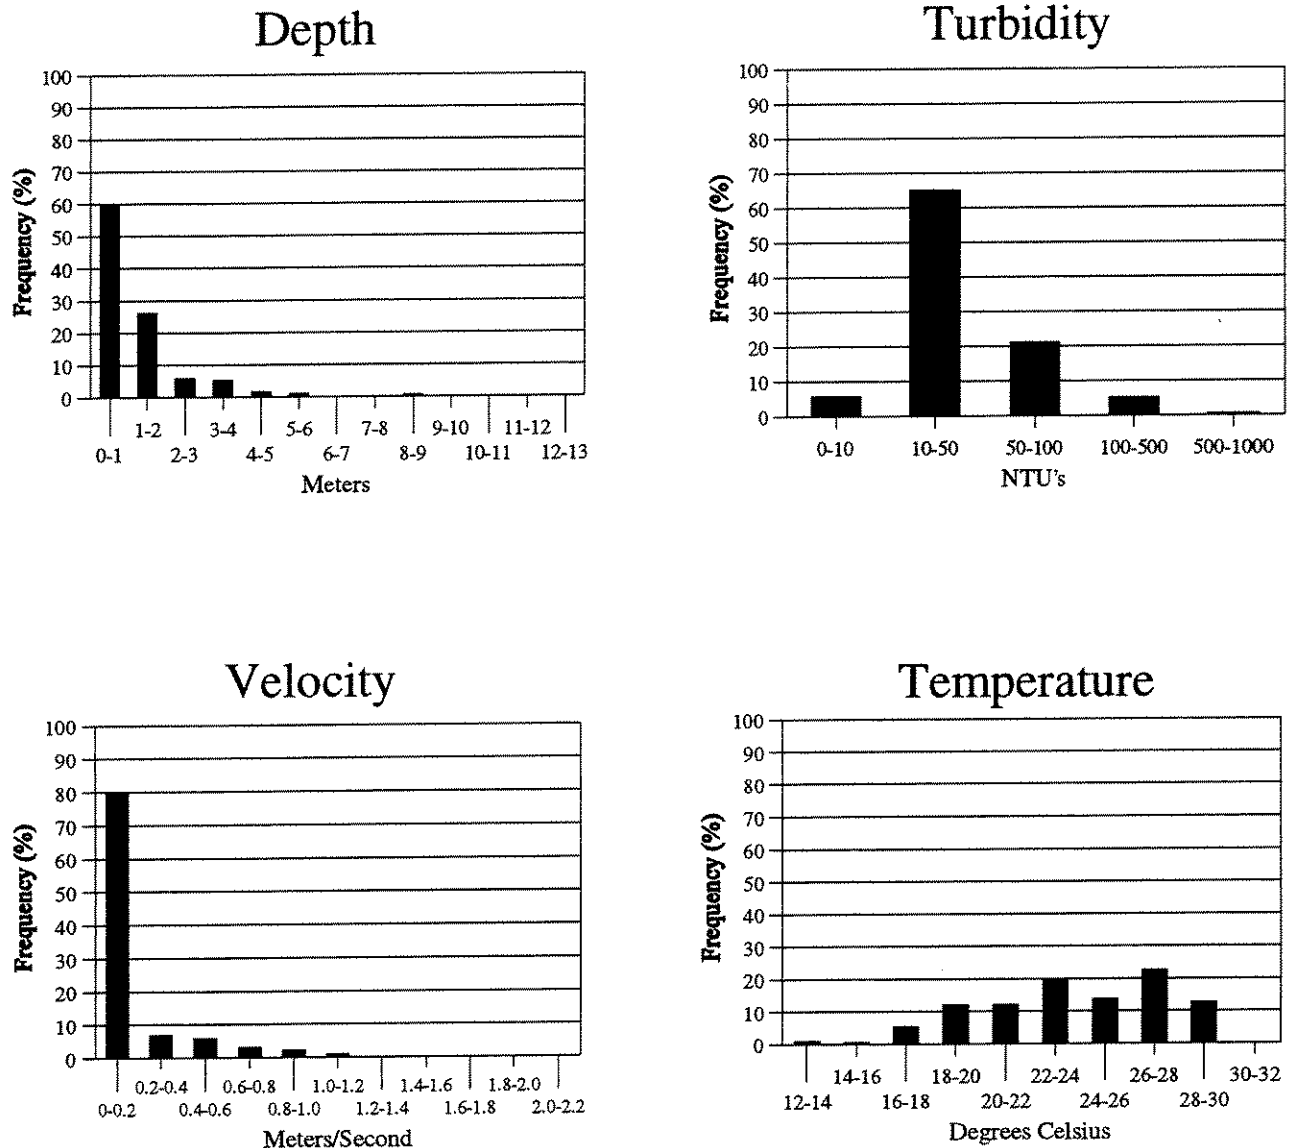 Depth
100
90
80
70
60
50
40
30
20
10
0
Frequency (%)
1-2 3-4 5-6 7-8 9-10 11-12
0-1 2-3 4-5 6-7 8-9 10-11 12-13
Meters
Turbidity
100
90
80
70
60
50
40
30
20
10
0
Frequency (%)
0-10 10-50 50-100 100-500 500-1000
NTU's
Velocity
100
90
80
70
60
50
40
30
20
10
0
Frequency (%)
0.2-0.4 0.6-0.8 1.0-1.2 1.4-1.6 1.8-2.0
0-0.2 0.4-0.6 0.8-1.0 1.2-1.4 1.6-1.8 2.0-2.2
Meters/Second
Temperature
100
90
80
70
60
50
40
30
20
10
0
Frequency (%)
14-16 18-20 22-24 26-28 30-32
12-14 16-18 20-22 24-26 28-30
Degrees Celsius